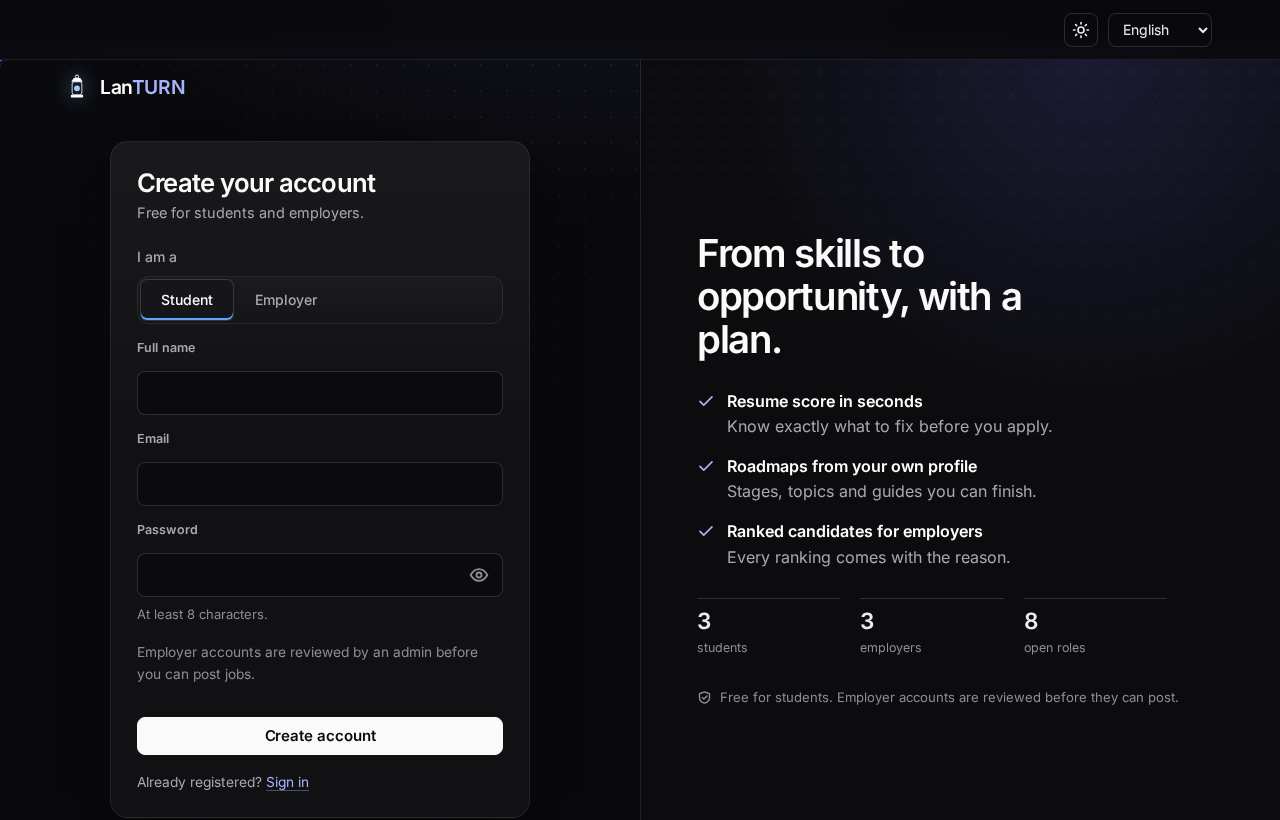 English
LanTURN
Create your account
Free for students and employers.
I am a
Student
Employer
Full name
Email
Password
At least 8 characters.
Employer accounts are reviewed by an admin before
you can post jobs.
Create account
Already registered? Sign in
From skills to
opportunity, with a
plan.
Resume score in seconds
Know exactly what to fix before you apply.
Roadmaps from your own profile
Stages, topics and guides you can finish.
Ranked candidates for employers
Every ranking comes with the reason.
3
students
3
employers
8
open roles
Free for students. Employer accounts are reviewed before they can post.